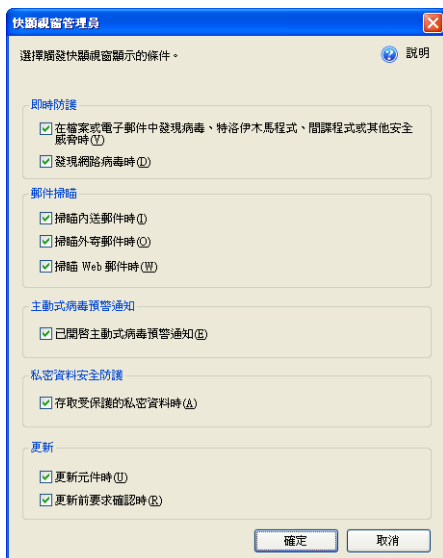 快顯視窗管理員
選擇觸發快顯視窗顯示的條件。
說明
即時防護
在檔案或電子郵件中發現病毒、特洛伊木馬程式、間諜程式或其他安全
威脅時(Y)
發現網路病毒時(D)
郵件掃瞄
掃瞄內送郵件時(I)
掃瞄外寄郵件時(O)
掃瞄 Web 郵件時(W)
主動式病毒預警通知
已開啓主動式病毒預警通知(E)
私密資料安全防護
存取受保護的私密資料時(A)
更新
更新元件時(U)
更新前要求確認時(R)
確定
取消